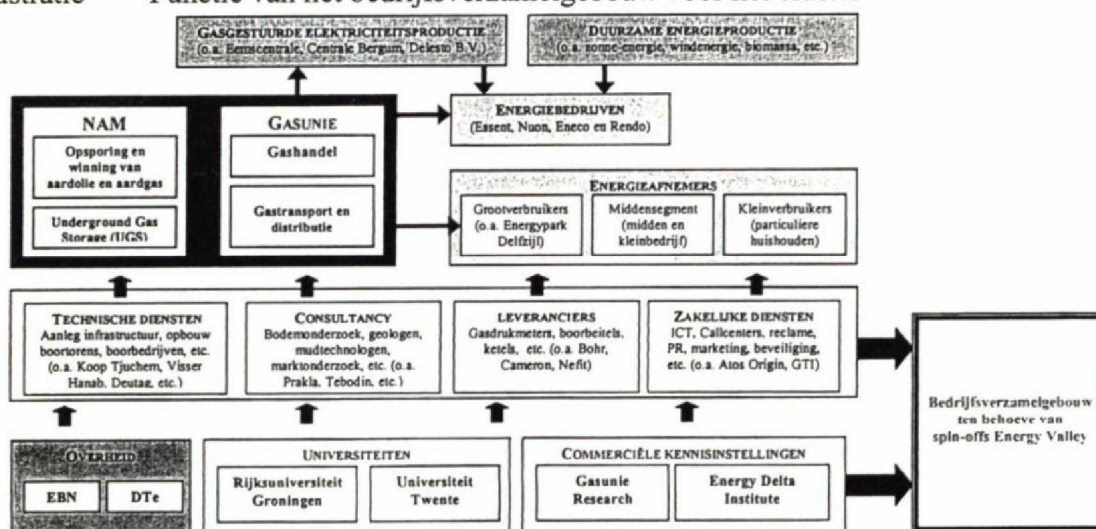 Functie van het bedrijfsverzamelgebouw voor het
GASGESTUURDE ELEKTRICITEITSPRODUCTIE
(o.a. Eemscentrale, Centrale Bergum, Delesto B.V.)
DUURZAME ENERGIEPRODUCTIE
(o.a. zonne-energie, windenergie, biomassa, etc.)
NAM
Opsporing en
winning van
aardolie en aardgas
Underground Gas
Storage (UGS)
GASUNIE
Gashandel
Gastransport en
distributie
ENERGIEBEDRIJVEN
(Essent, Nuon, Eneco en Rendo)
ENERGIEAFNEMERS
Grootverbruikers
(o.a. Energypark
Delfzijl)
Middensegment
(midden en
kleinbedrijf)
Kleinverbruikers
(particuliere
huishouden)
TECHNISCHE DIENSTEN
Aanleg infrastructuur, opbouw
boortorens, boorbedrijven, etc.
(o.a. Koop Tjuchem, Visser
Hanab, Deutag, etc.)
CONSULTANCY
Bodemonderzoek, geologen,
mudtechnologen,
marktonderzoek, etc. (o.a.
Prakla, Tebodin, etc.)
LEVERANCIERS
Gasdrukmeters, boorbeitels,
ketels, etc. (o.a. Bohr,
Cameron, Nefit)
ZAKELIJKE DIENSTEN
ICT, Callcenters, reclame,
PR, marketing, beveiliging,
etc. (o.a. Atos Origin, GTI)
Bedrijfsverzamelgebouw
ten behoeve van
spin-offs Energy Valley
OVERHEID
EBN
DTe
UNIVERSITEITEN
Rijksuniversiteit
Groningen
Universiteit
Twente
COMMERCIËLE KENNISINSTELLINGEN
Gasunie
Research
Energy Delta
Institute